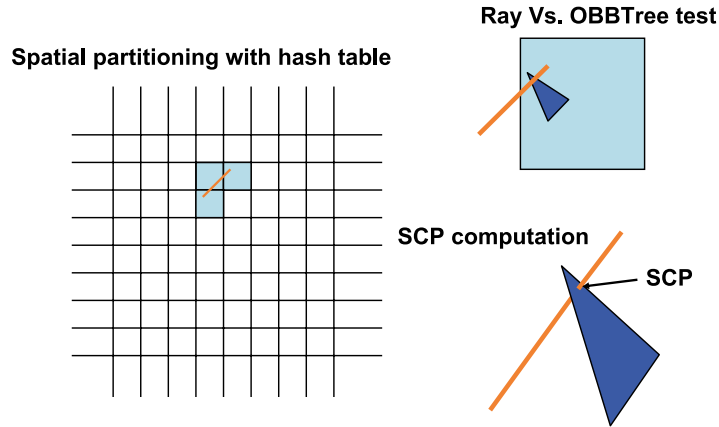 Ray Vs. OBBTree test
Spatial partitioning with hash table
SCP computation
SCP